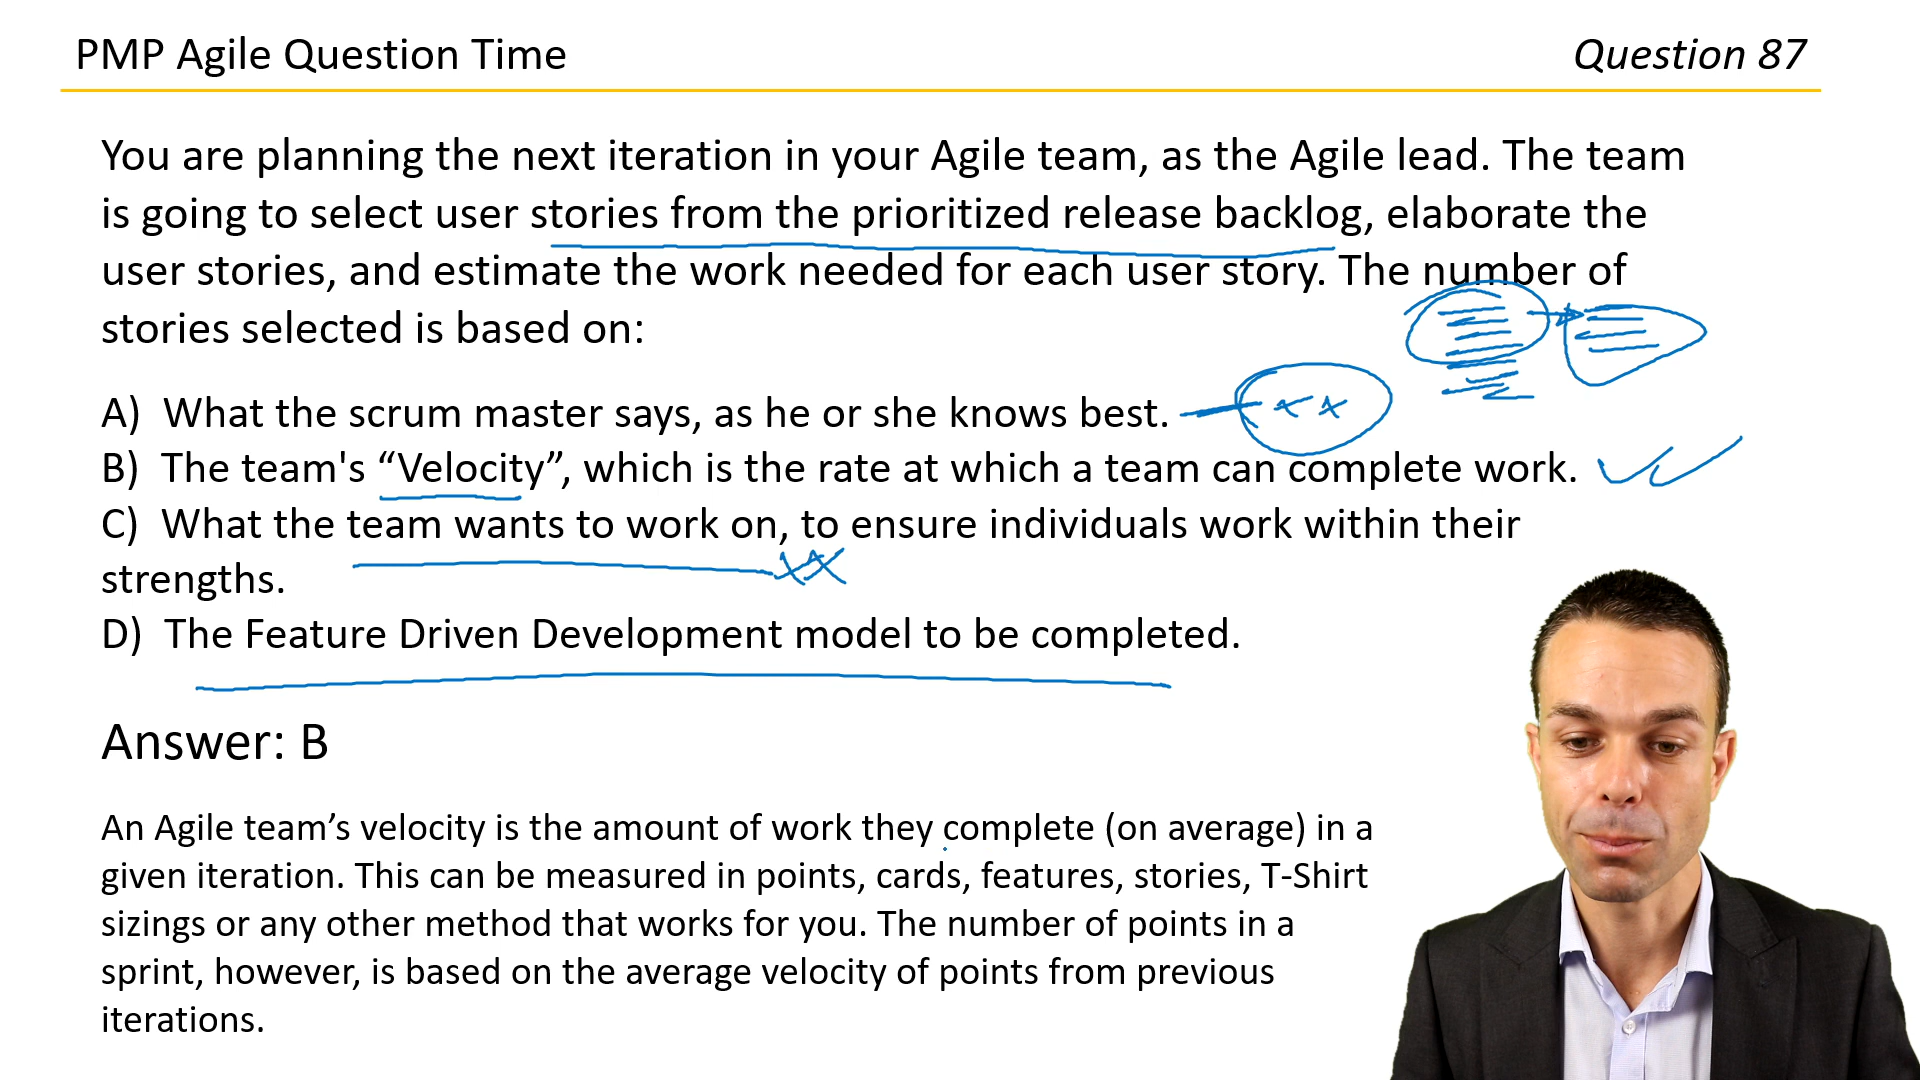 PMP Agile Question Time
Question 87
You are planning the next iteration in your Agile team, as the Agile lead. The team
is going to select user stories from the prioritized release backlog, elaborate the
user stories, and estimate the work needed for each user story. The number of
stories selected is based on:
A)  What the scrum master says, as he or she knows best.
B)  The team's “Velocity”, which is the rate at which a team can complete work.
C)  What the team wants to work on, to ensure individuals work within their
strengths.
D)  The Feature Driven Development model to be completed.
Answer: B
An Agile team’s velocity is the amount of work they complete (on average) in a
given iteration. This can be measured in points, cards, features, stories, T-Shirt
sizings or any other method that works for you. The number of points in a
sprint, however, is based on the average velocity of points from previous
iterations.